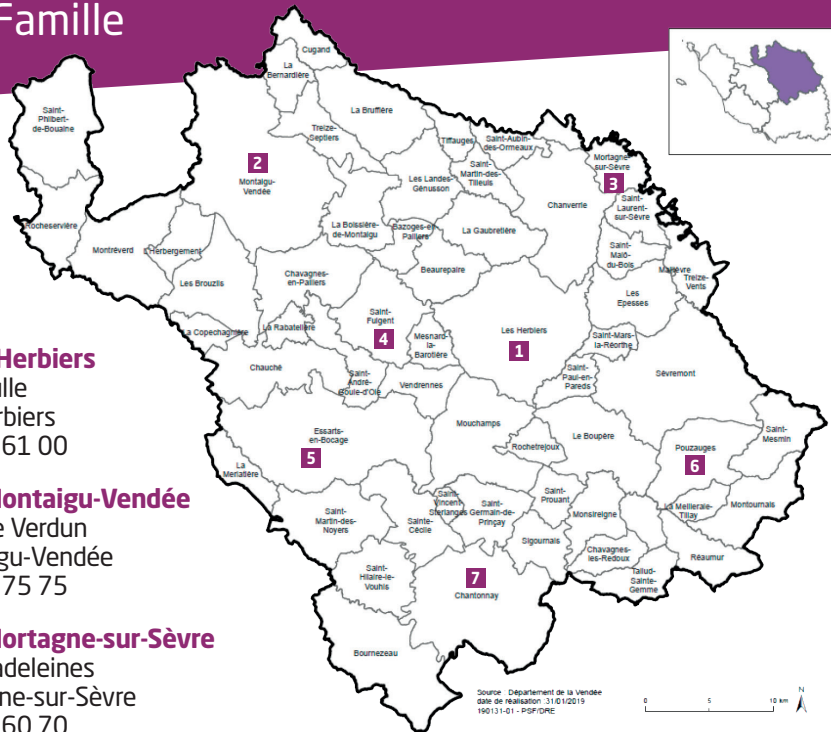 Famille
Cugand
La
Bernardière
Saint-
Philbert-
de-Bouaine
La Bruffière
Treize-
Septiers
Tiffauges
Saint-Aubin-
des-Ormeaux
Mortagne-
sur-Sèvre
3
2
Montaigu-
Vendée
Les Landes-
Génusson
Saint-
Martin-des-
Tilleuls
Chanverrie
Saint-
Laurent-
sur-Sèvre
Rocheservière
Montréverd
L'Herbergement
La Boissière-
de-Montaigu
Bazoges-en-
Paillers
La Gaubretière
Saint-
Malô-
du-Bois
Mallièvre
Treize-
Vents
Les Brouzils
Chavagnes-
en-Paillers
Beaurepaire
Les
Epesses
La Copechagnière
La Rabatelière
Saint-
Fulgent
4
Mesnard-
la-
Barotière
Les Herbiers
1
Saint-Mars-
la-Réorthe
Chauché
Saint-
André-
Goule-d'Oie
Vendrennes
Saint-
Paul-en-
Pareds
Sèvremont
Essarts-
en-Bocage
5
Mouchamps
Rochetrejoux
Le Boupère
Pouzauges
6
Saint-
Mesmin
La
Merlatière
Saint-
Martin-des-
Noyers
Sainte-
Cécile
Saint-
Vincent-
Sterlanges
Saint-
Germain-de-
Prinçay
Saint-
Prouant
Monsireigne
La Meilleraie-
Tillay
Montournais
Sigournais
Chavagnes-
les-Redoux
Réaumur
Tallud-
Sainte-
Gemme
Saint-
Hilaire-le-
Vouhis
7
Chantonnay
Bournezeau
Herbiers
ulle
rbiers
61 00
Montaigu-Vendée
e Verdun
gu-Vendée
75 75
Mortagne-sur-Sèvre
adeleines
ne-sur-Sèvre
60 70
Source : Département de la Vendée
date de réalisation : 31/01/2019
190131-01 - PSF/DRE
0 5 10 km
N